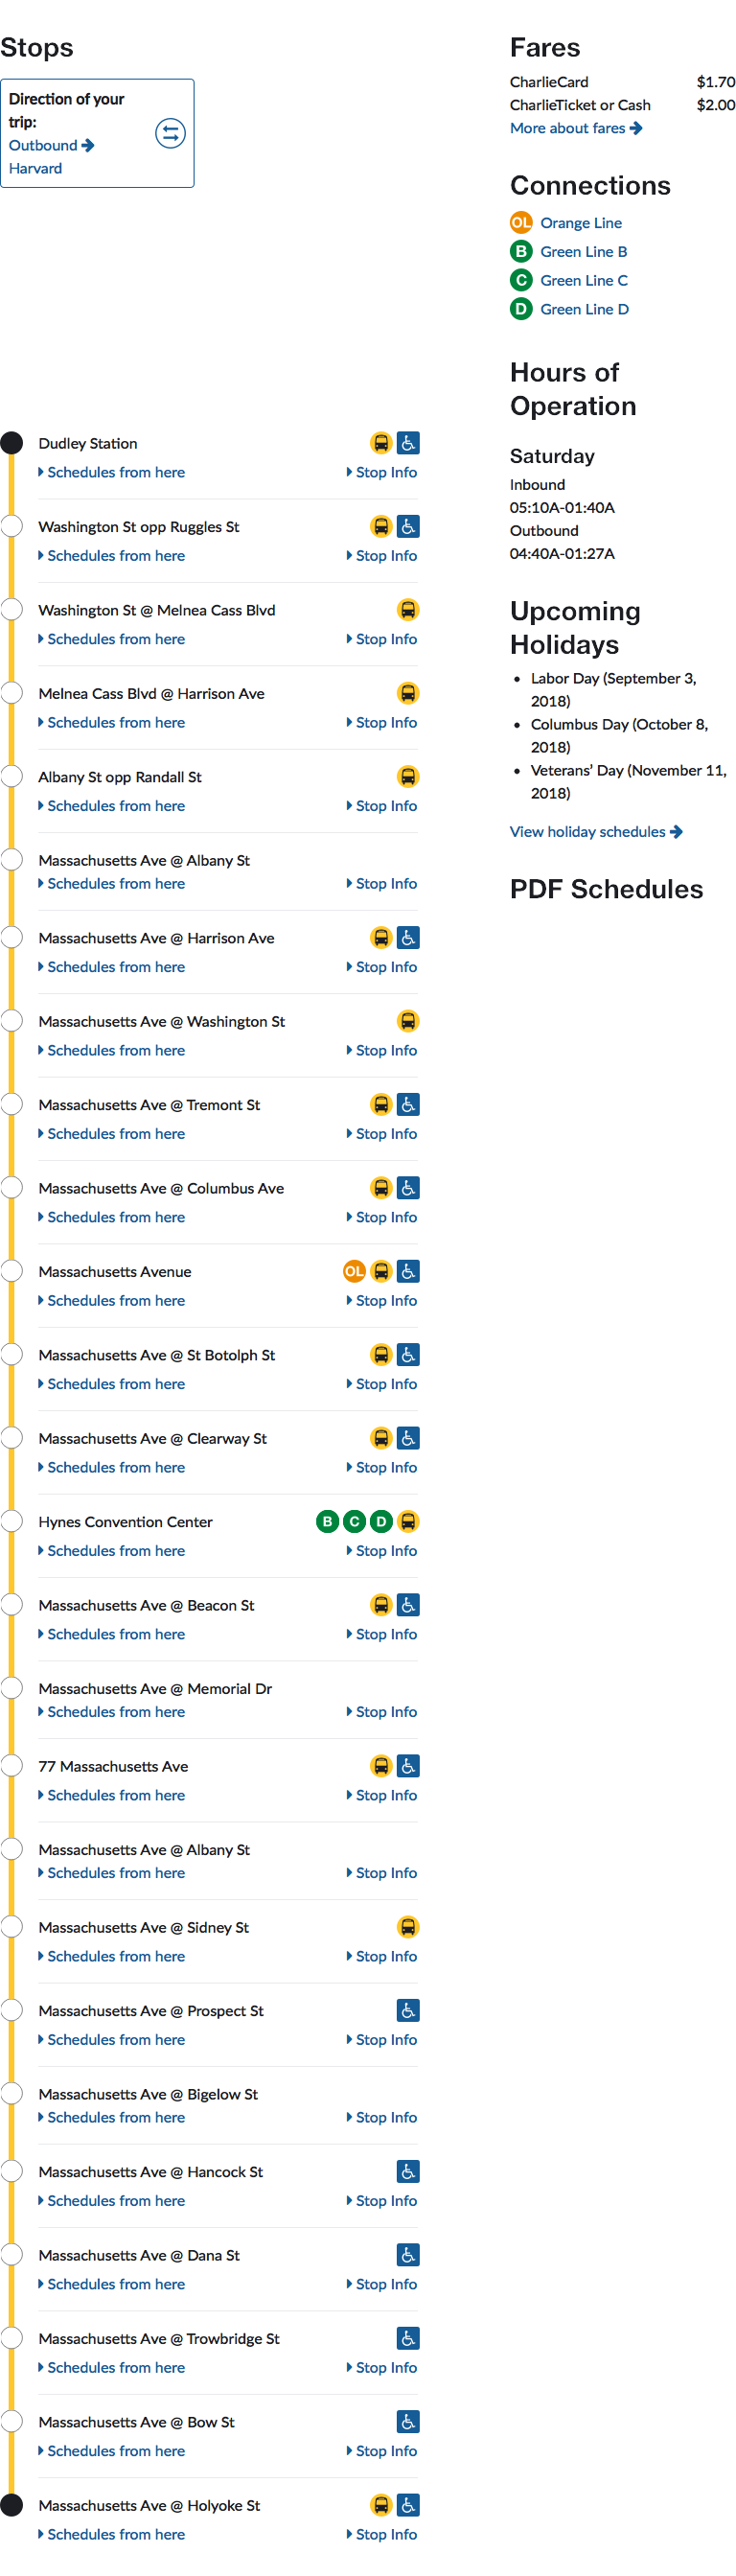 Stops
Direction of your
trip:
Outbound
Harvard
Dudley Station
Schedules from here
Stop Info
Washington St opp Ruggles St
Schedules from here
Stop Info
Washington St @ Melnea Cass Blvd
Schedules from here
Stop Info
Melnea Cass Blvd @ Harrison Ave
Schedules from here
Stop Info
Albany St opp Randall St
Schedules from here
Stop Info
Massachusetts Ave @ Albany St
Schedules from here
Stop Info
Massachusetts Ave @ Harrison Ave
Schedules from here
Stop Info
Massachusetts Ave @ Washington St
Schedules from here
Stop Info
Massachusetts Ave @ Tremont St
Schedules from here
Stop Info
Massachusetts Ave @ Columbus Ave
Schedules from here
Stop Info
Massachusetts Avenue OL
Schedules from here
Stop Info
Massachusetts Ave @ St Botolph St
Schedules from here
Stop Info
Massachusetts Ave @ Clearway St
Schedules from here
Stop Info
Hynes Convention Center B C D
Schedules from here
Stop Info
Massachusetts Ave @ Beacon St
Schedules from here
Stop Info
Massachusetts Ave @ Memorial Dr
Schedules from here
Stop Info
77 Massachusetts Ave
Schedules from here
Stop Info
Massachusetts Ave @ Albany St
Schedules from here
Stop Info
Massachusetts Ave @ Sidney St
Schedules from here
Stop Info
Massachusetts Ave @ Prospect St
Schedules from here
Stop Info
Massachusetts Ave @ Bigelow St
Schedules from here
Stop Info
Massachusetts Ave @ Hancock St
Schedules from here
Stop Info
Massachusetts Ave @ Dana St
Schedules from here
Stop Info
Massachusetts Ave @ Trowbridge St
Schedules from here
Stop Info
Massachusetts Ave @ Bow St
Schedules from here
Stop Info
Massachusetts Ave @ Holyoke St
Schedules from here
Stop Info
Fares
CharlieCard $1.70
CharlieTicket or Cash $2.00
More about fares
Connections
OL Orange Line
B Green Line B
C Green Line C
D Green Line D
Hours of
Operation
Saturday
Inbound
05:10A-01:40A
Outbound
04:40A-01:27A
Upcoming
Holidays
• Labor Day (September 3,
2018)
• Columbus Day (October 8,
2018)
• Veterans’ Day (November 11,
2018)
View holiday schedules
PDF Schedules